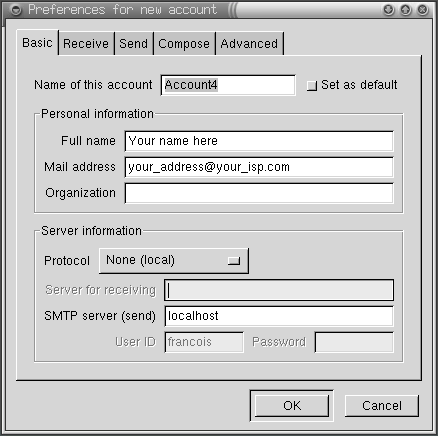 Preferences for new account
Basic Receive Send Compose Advanced
Name of this account Account4 Set as default
Personal information
Full name Your name here
Mail address your_address@your_isp.com
Organization
Server information
Protocol None (local)
Server for receiving
SMTP server (send) localhost
User ID francois Password
OK Cancel